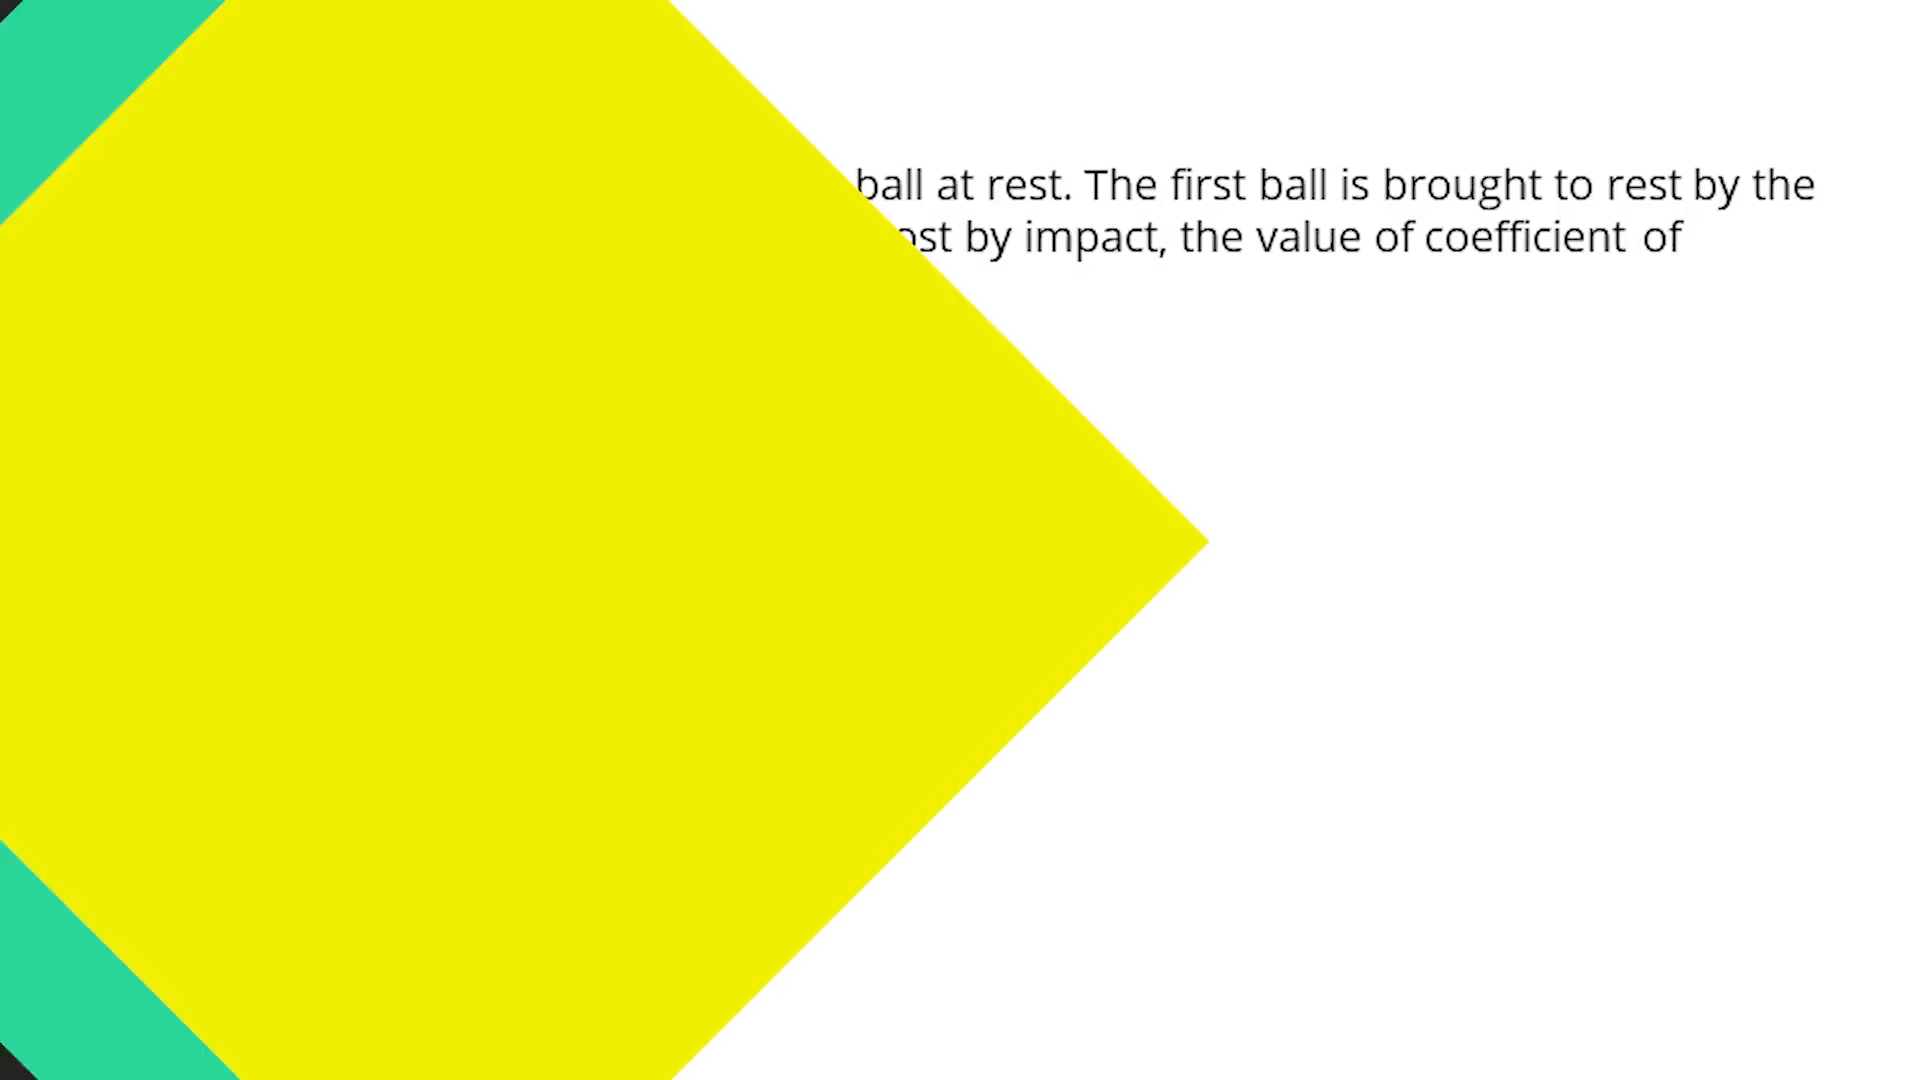 ball at rest. The first ball is brought to rest by the
by impact, the value of coefficient of